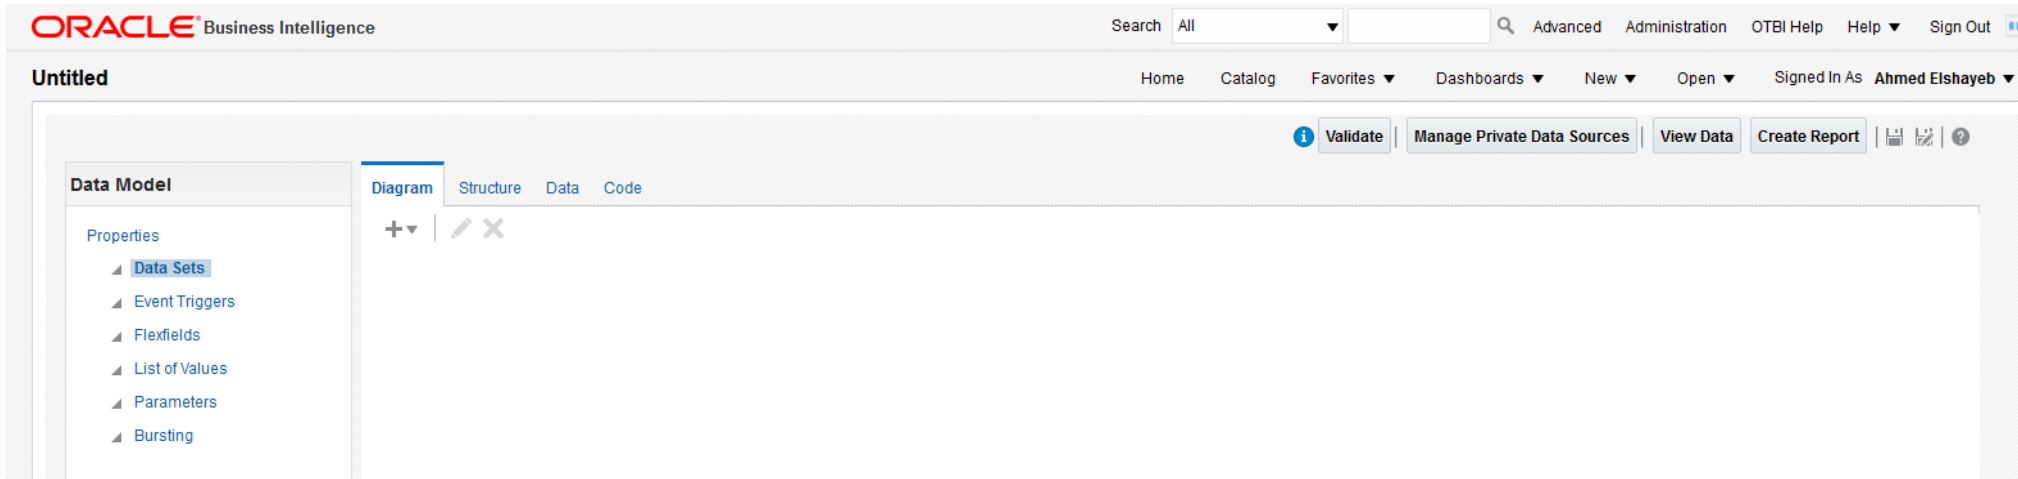 ORACLE Business Intelligence Search All Advanced Administration OTBI Help Help Sign Out
Untitled Home Catalog Favorites Dashboards New Open Signed In As Ahmed Elshayeb
Validate Manage Private Data Sources View Data Create Report
Data Model
Diagram Structure Data Code
Properties
Data Sets
Event Triggers
Flexfields
List of Values
Parameters
Bursting